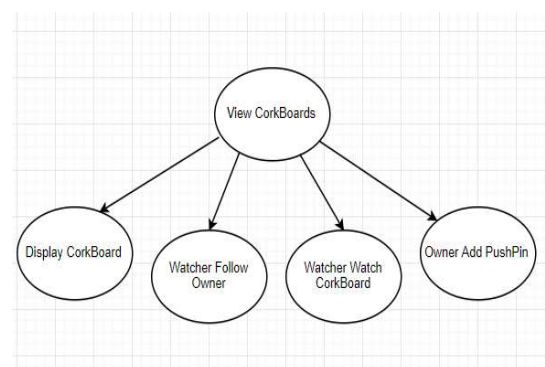 View CorkBoards
Display CorkBoard
Watcher Follow
Owner
Watcher Watch
CorkBoard
Owner Add PushPin